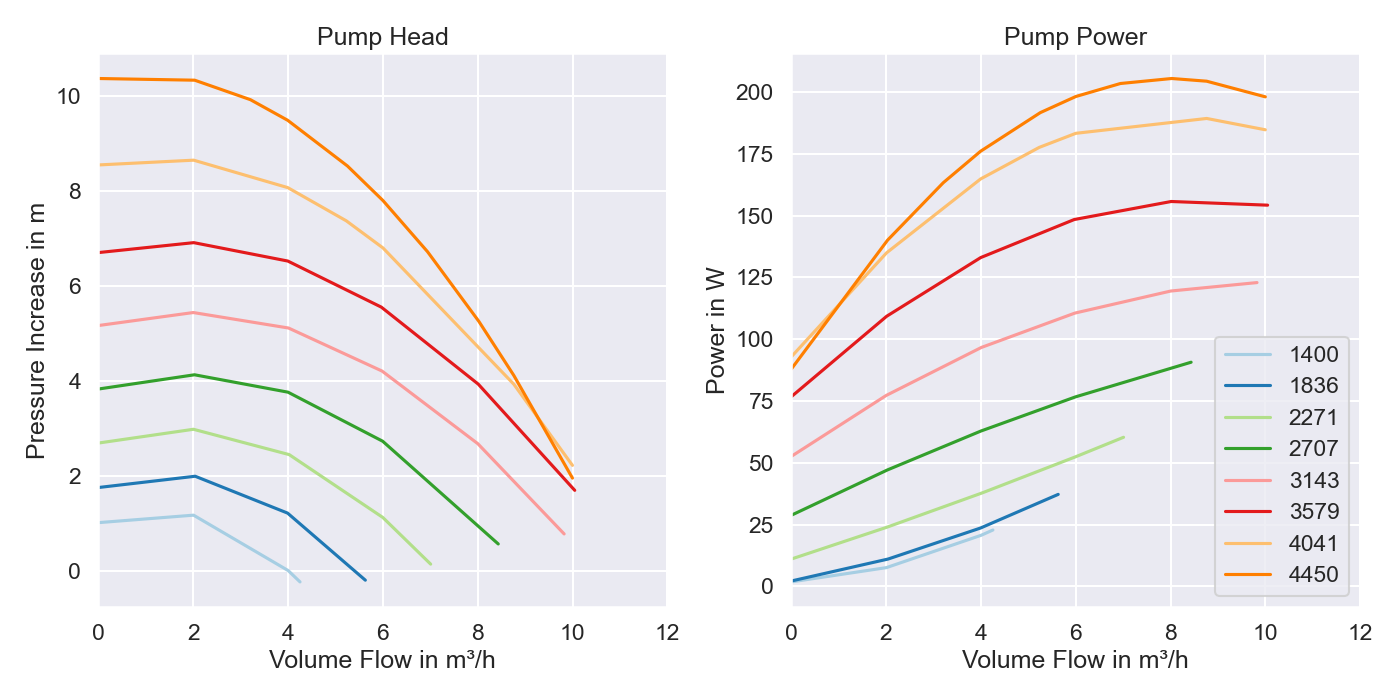 Pump Head
Pressure Increase in m
10
8
6
4
2
0
0 2 4 6 8 10 12
Volume Flow in m³/h
Pump Power
Power in W
200
175
150
125
100
75
50
25
0
1400
1836
2271
2707
3143
3579
4041
4450
0 2 4 6 8 10 12
Volume Flow in m³/h